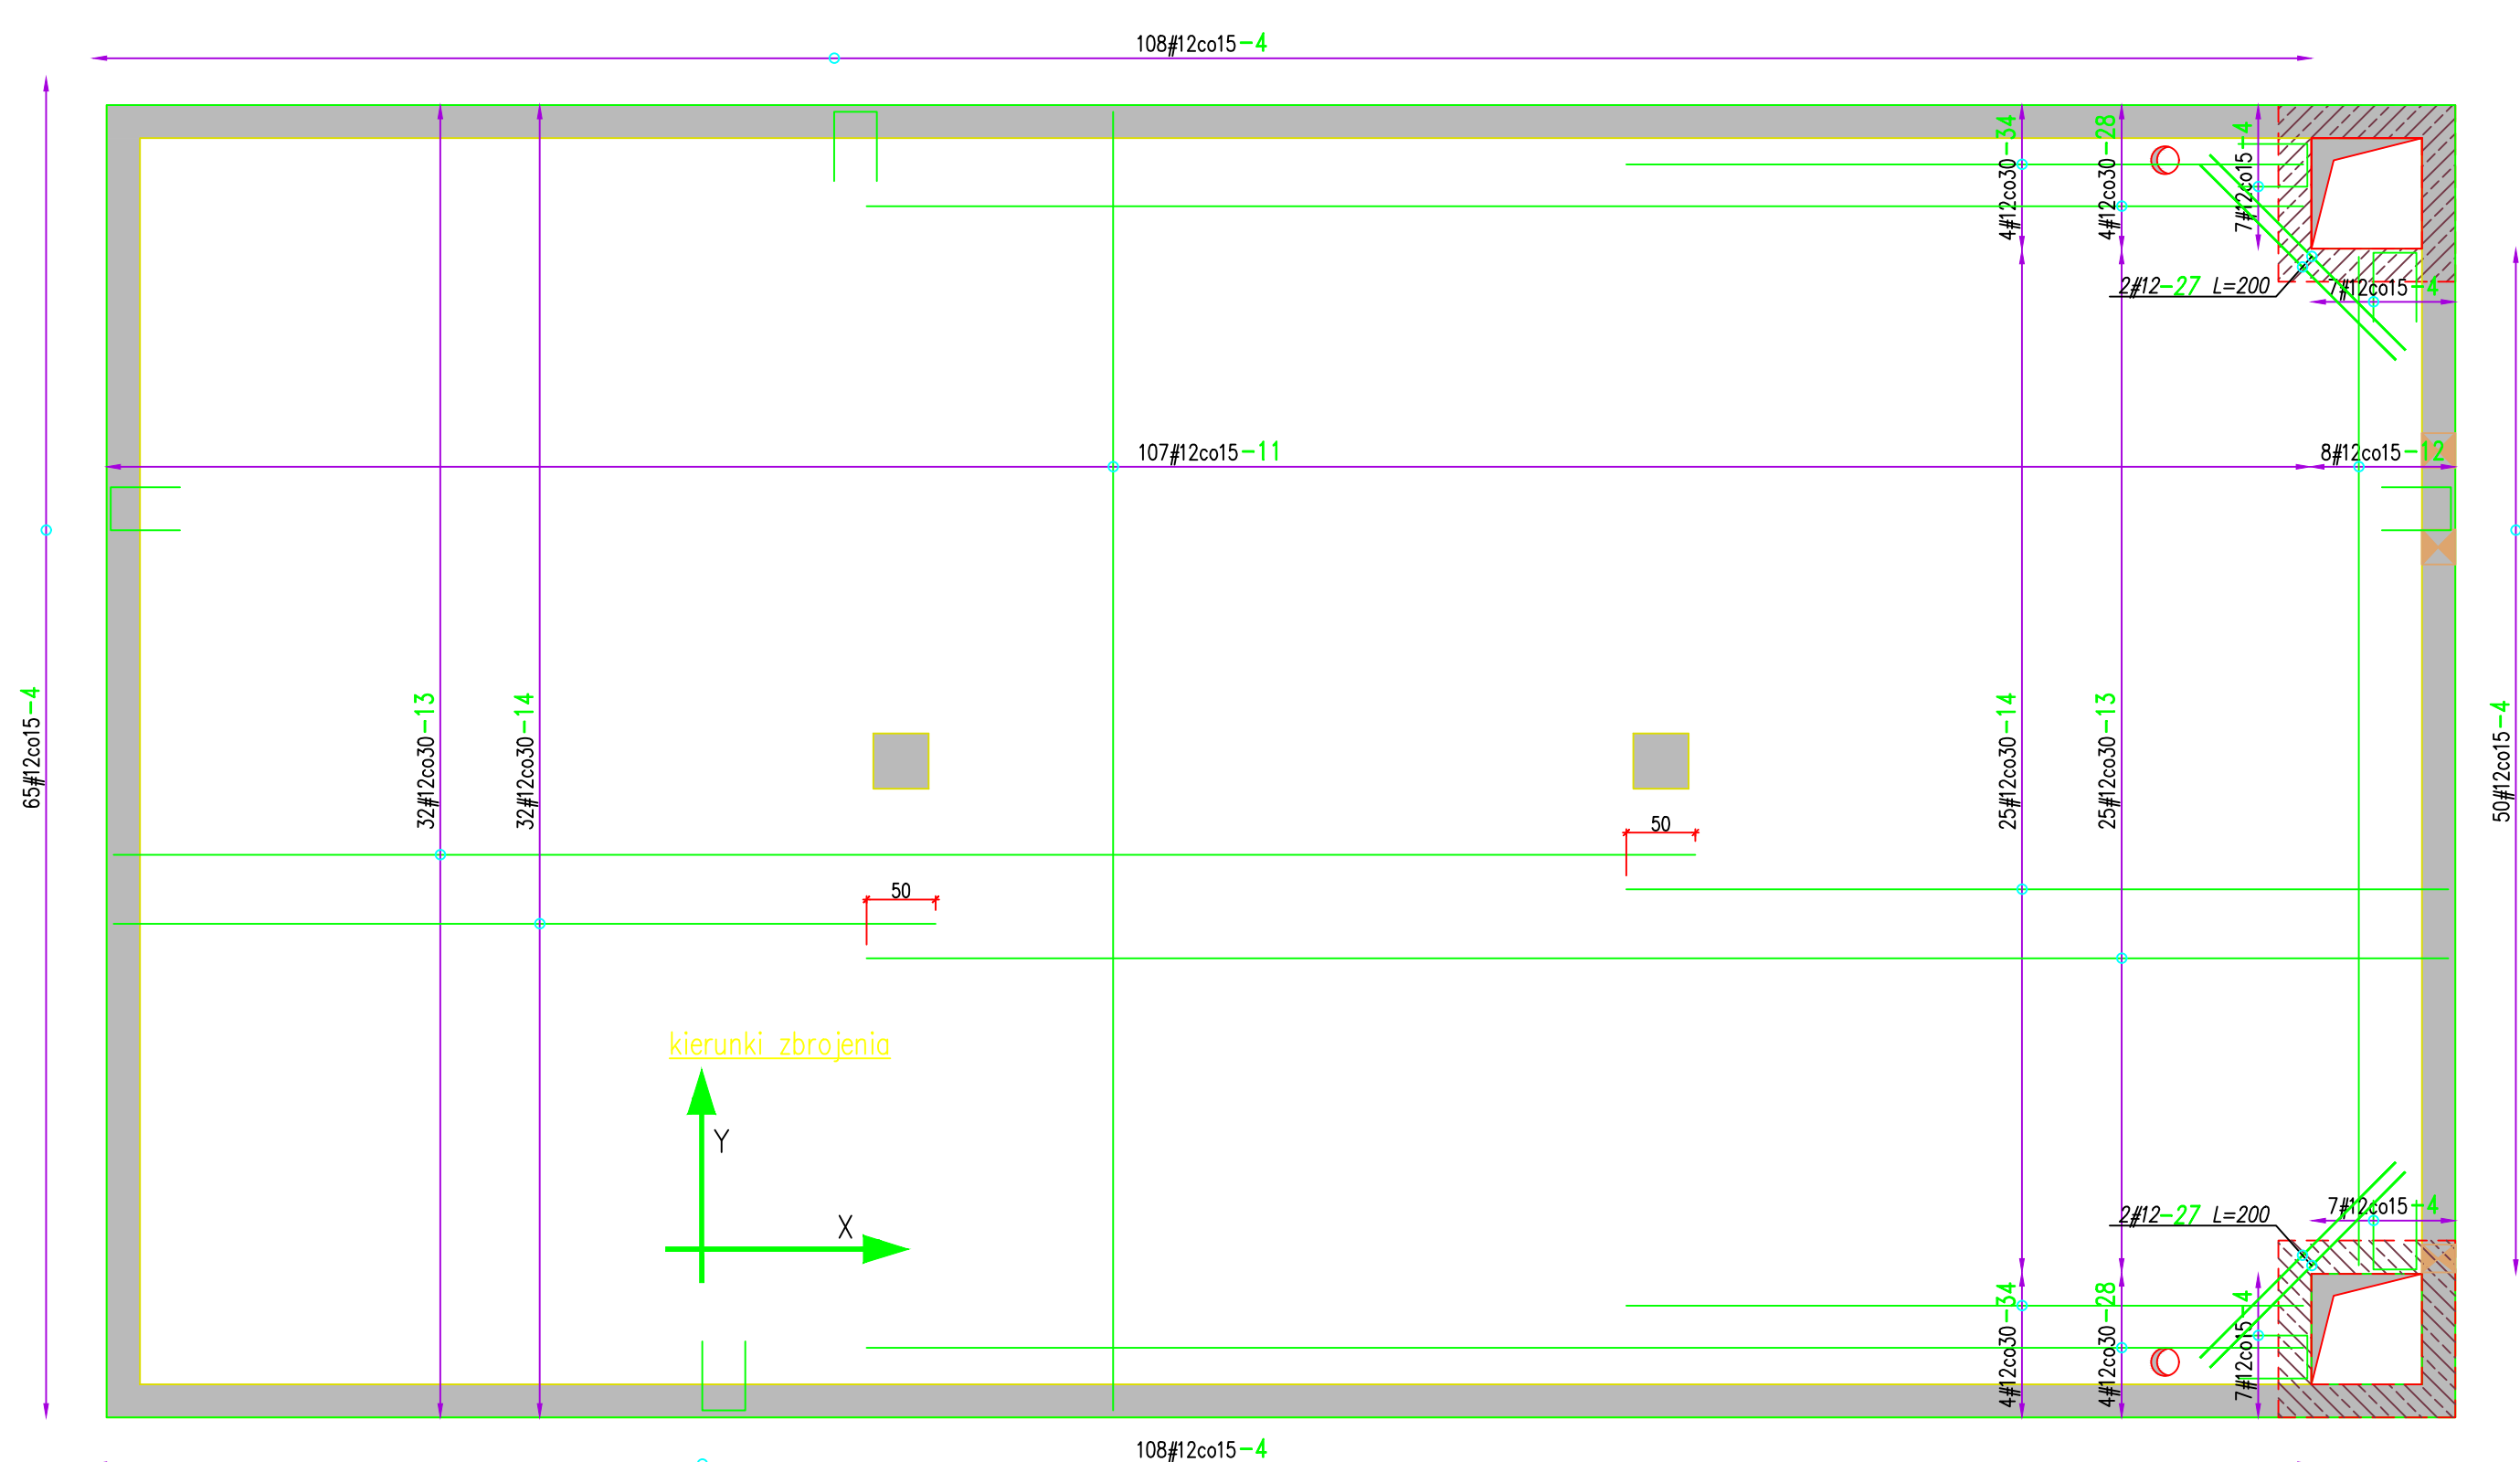 108#12co15-4
4#12co30-34
4#12co30-28
7#12co15-4
2#12-27 L=200
7#12co15-4
107#12co15-11
8#12co15-12
65#12co15-4
32#12co30-13
32#12co30-14
25#12co30-14
25#12co30-13
50#12co15-4
50
50
kierunki zbrojenia
Y
X
2#12-27 L=200
7#12co15-4
4#12co30-34
4#12co30-28
7#12co15-4
108#12co15-4